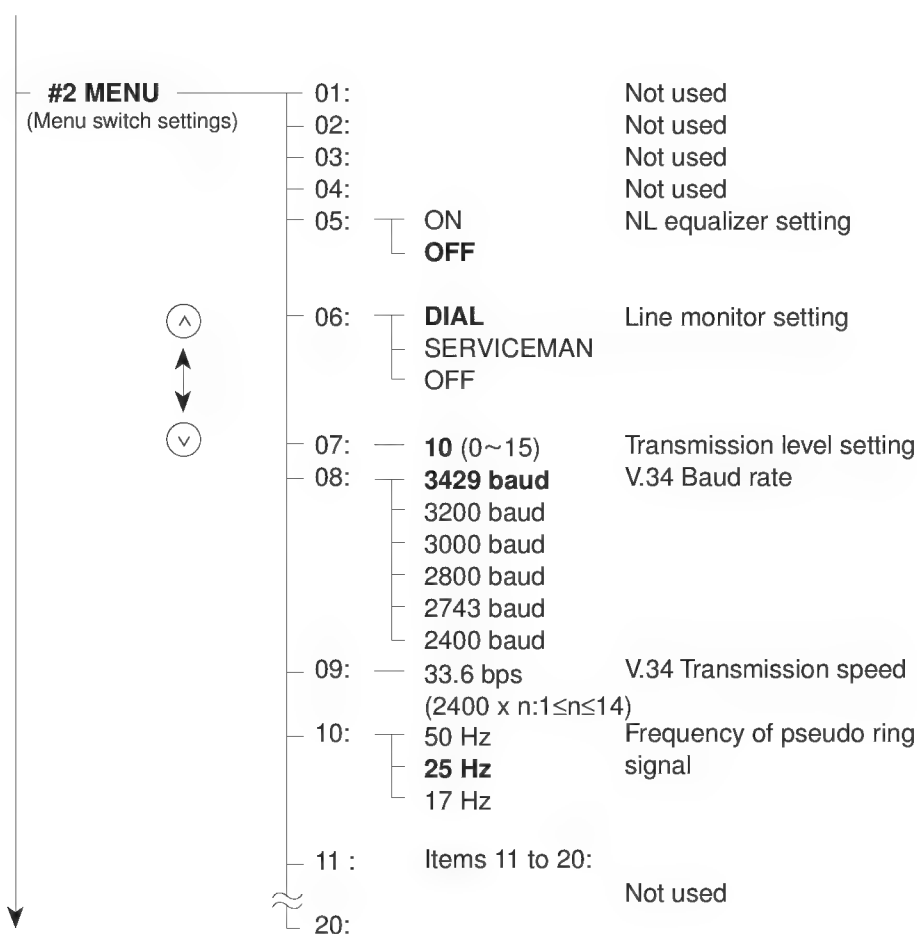 #2 MENU 01: Not used
(Menu switch settings) 02: Not used
03: Not used
04: Not used
05: ON NL equalizer setting
OFF
06: DIAL Line monitor setting
SERVICEMAN
OFF
07: 10 (0~15) Transmission level setting
08: 3429 baud V.34 Baud rate
3200 baud
3000 baud
2800 baud
2743 baud
2400 baud
09: 33.6 bps V.34 Transmission speed
(2400 x n:1≤n≤14)
10: 50 Hz Frequency of pseudo ring
25 Hz signal
17 Hz
11 : Items 11 to 20:
Not used
20: